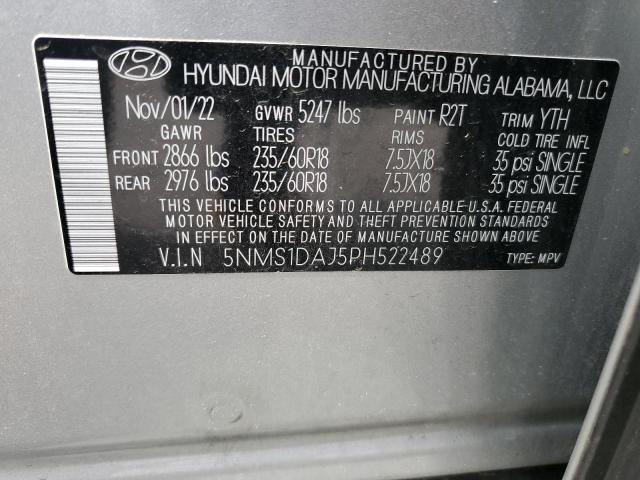 MANUFACTURED BY
HYUNDAI MOTOR MANUFACTURING ALABAMA, LLC
Nov/01/22 GVWR 5247 lbs PAINT R2T TRIM YTH
GAWR TIRES RIMS COLD TIRE INFL
FRONT 2866 lbs 235/60R18 7.5JX18 35 psi SINGLE
REAR 2976 lbs 235/60R18 7.5JX18 35 psi SINGLE
THIS VEHICLE CONFORMS TO ALL APPLICABLE-U.S.A. FEDERAL
MOTOR VEHICLE SAFETY AND THEFT PREVENTION STANDARDS
IN EFFECT ON THE DATE OF MANUFACTURE SHOWN ABOVE.
V.I.N 5NMS1DAJ5PH522489 TYPE: MPV